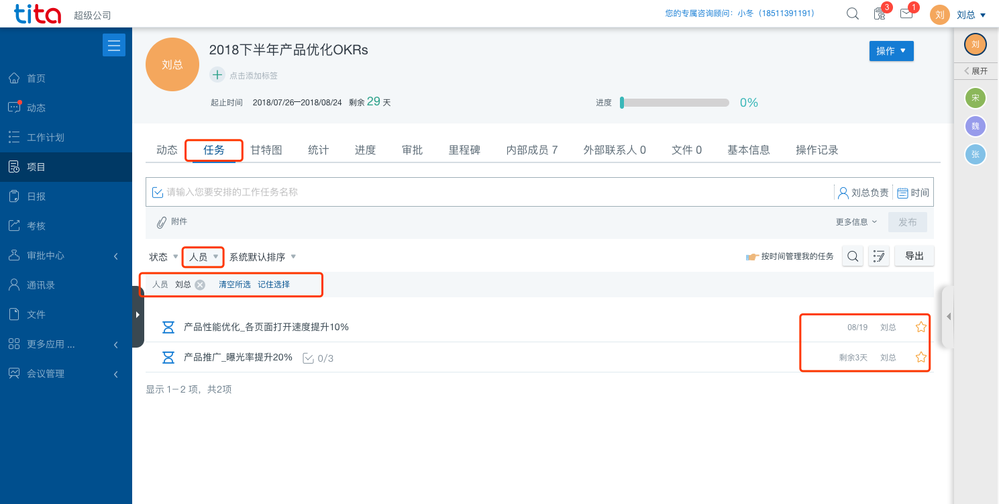 tita 超级公司 您的专属咨询顾问：小冬（18511391191） 3 1 刘 刘总
刘
展开
宋
魏
张
首页
动态
工作计划
项目
日报
考核
审批中心
通讯录
文件
更多应用 ...
会议管理
刘总
2018下半年产品优化OKRs
操作
点击添加标签
起止时间 2018/07/26—2018/08/24 剩余 29 天 进度 0%
动态 任务 甘特图 统计 进度 审批 里程碑 内部成员 7 外部联系人 0 文件 0 基本信息 操作记录
请输入您要安排的工作任务名称 刘总负责 时间
附件 更多信息 发布
状态 人员 系统默认排序 按时间管理我的任务 导出
人员 刘总 清空所选 记住选择
产品性能优化_各页面打开速度提升10% 08/19 刘总
产品推广_曝光率提升20% 0/3 剩余3天 刘总
显示 1－2 项，共2项